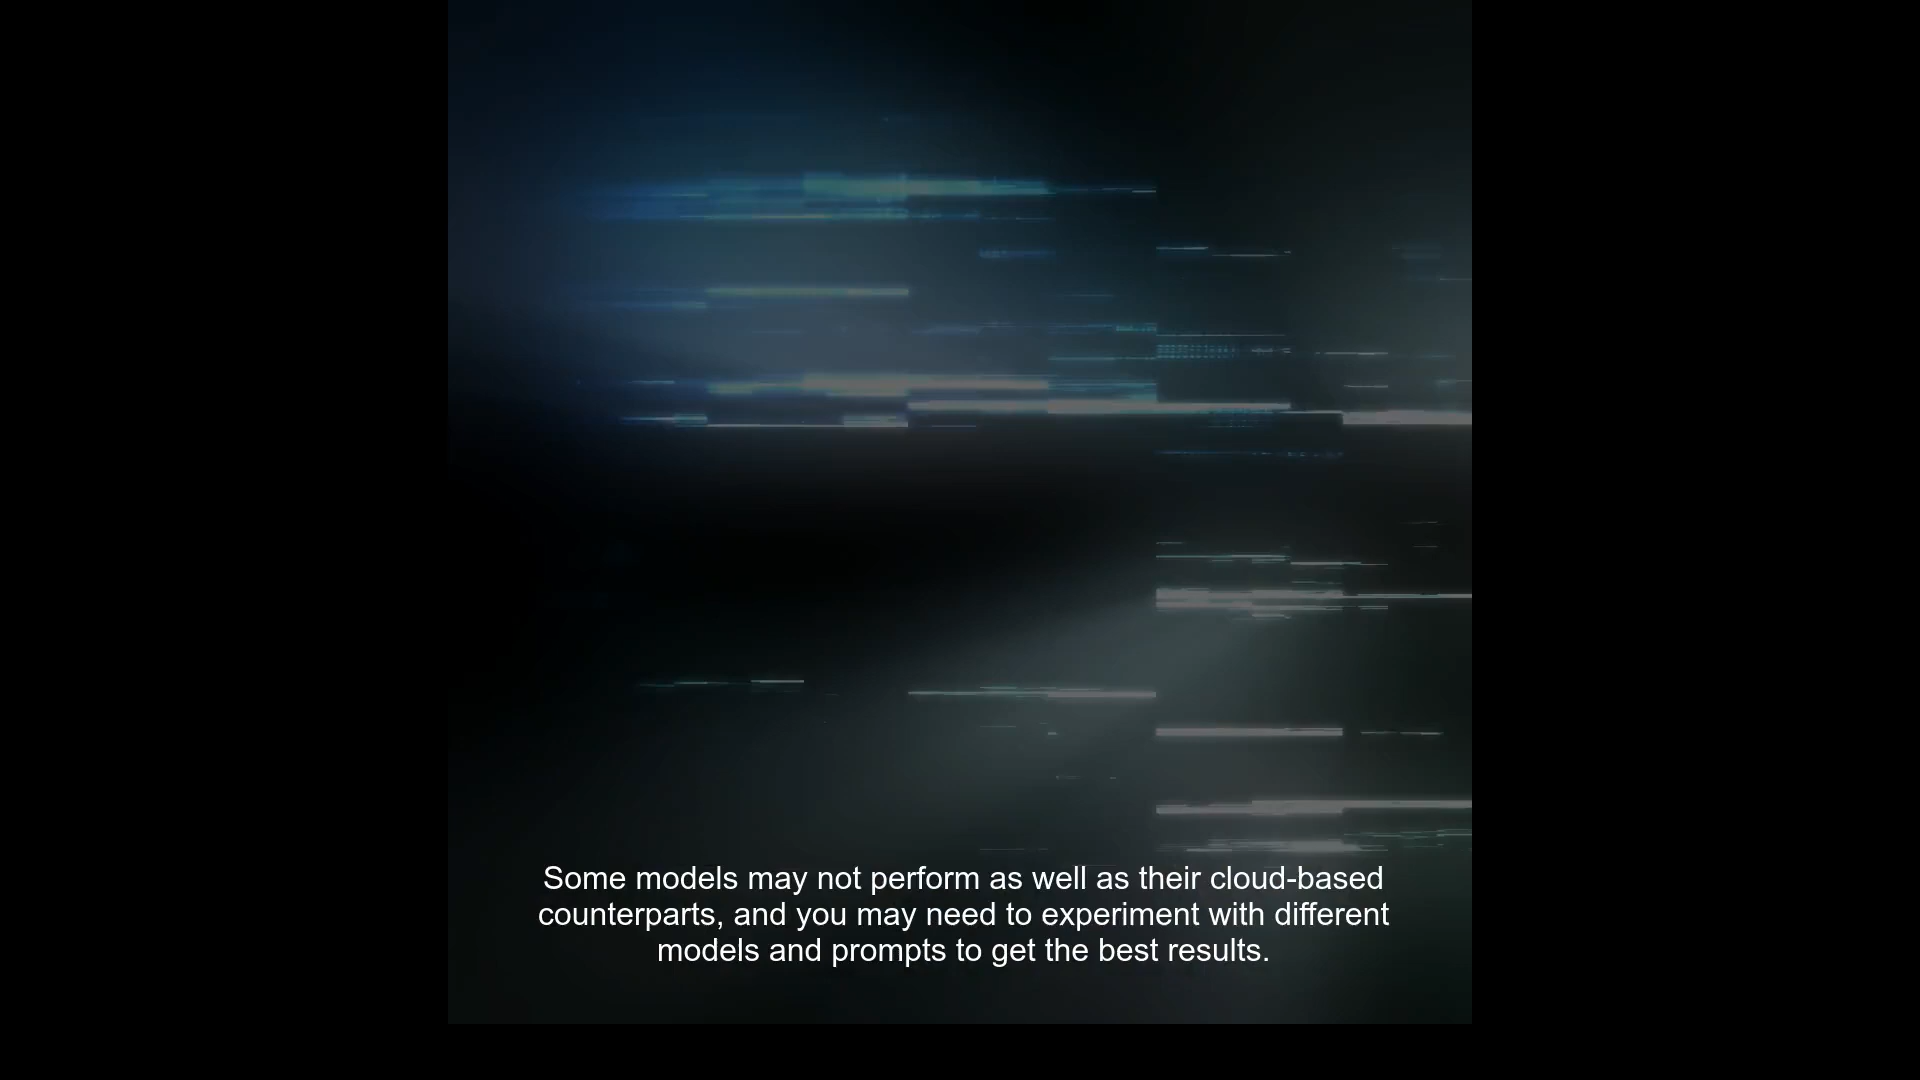 Some models may not perform as well as their cloud-based
counterparts, and you may need to experiment with different
models and prompts to get the best results.